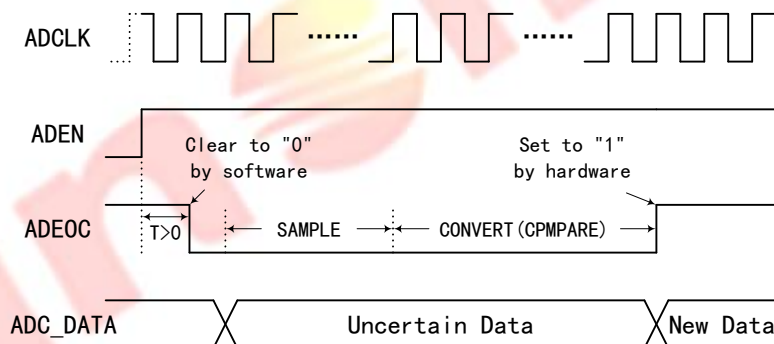 ADCLK
...... ......
ADEN
Clear to "0"
by software
Set to "1"
by hardware
ADEOC
T>0
SAMPLE
CONVERT(CPMPARE)
ADC_DATA
Uncertain Data
New Data